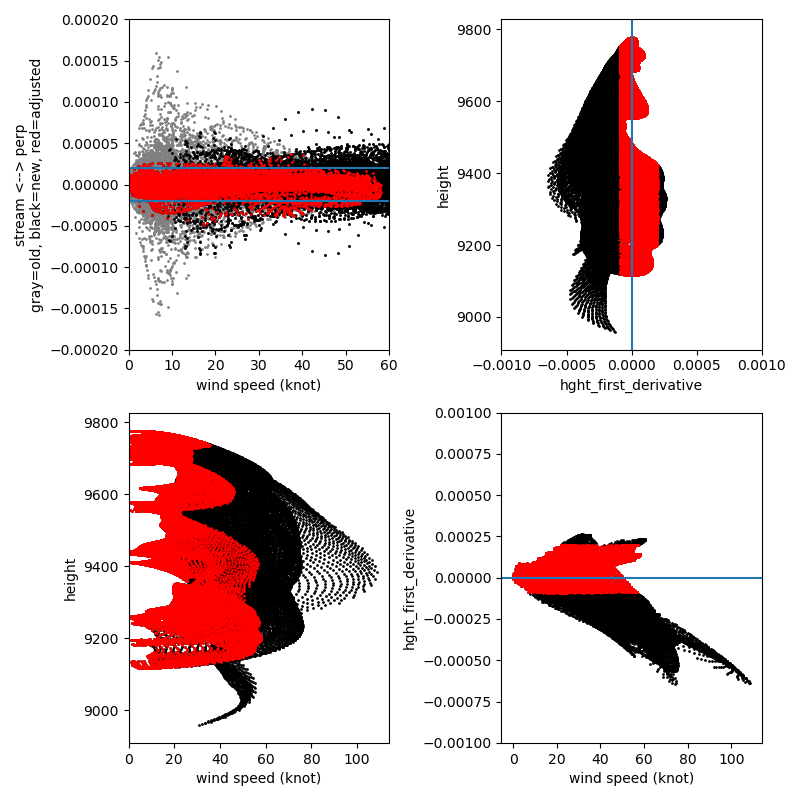 0.00020
0.00015
0.00010
0.00005
0.00000
−0.00005
−0.00010
−0.00015
−0.00020
stream <--> perp
gray=old, black=new, red=adjusted
0 10 20 30 40 50 60
wind speed (knot)
9800
9600
9400
9200
9000
height
−0.0010 −0.0005 0.0000 0.0005 0.0010
hght_first_derivative
9800
9600
9400
9200
9000
height
0 20 40 60 80 100
wind speed (knot)
0.00100
0.00075
0.00050
0.00025
0.00000
−0.00025
−0.00050
−0.00075
−0.00100
hght_first_derivative
0 20 40 60 80 100
wind speed (knot)